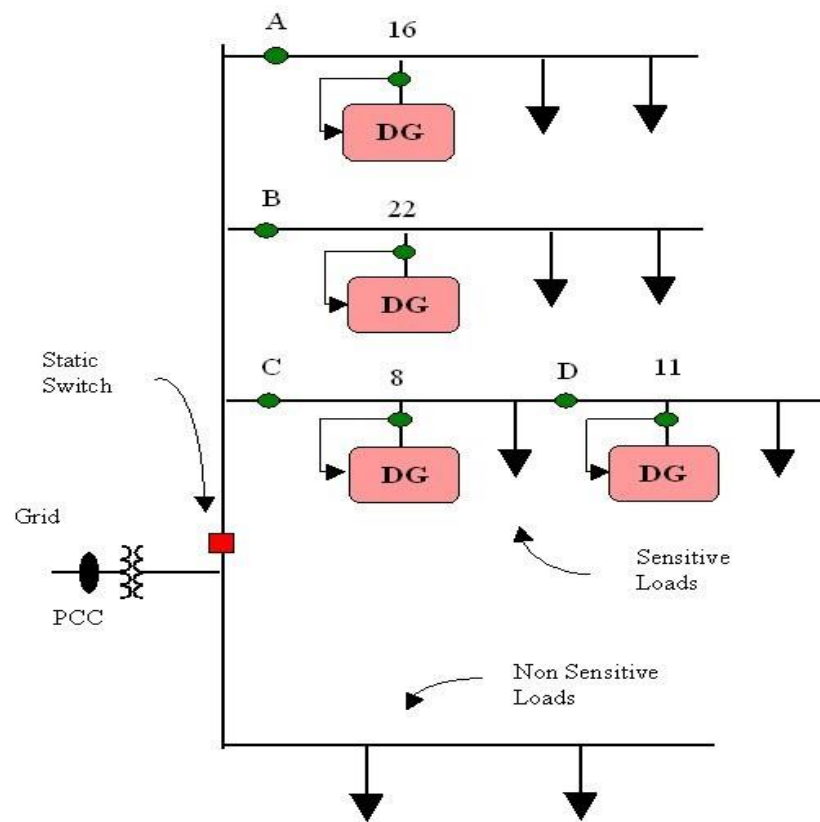 A
16
DG
B
22
DG
Static
Switch
C
8
D
11
DG
DG
Grid
PCC
Sensitive
Loads
Non Sensitive
Loads